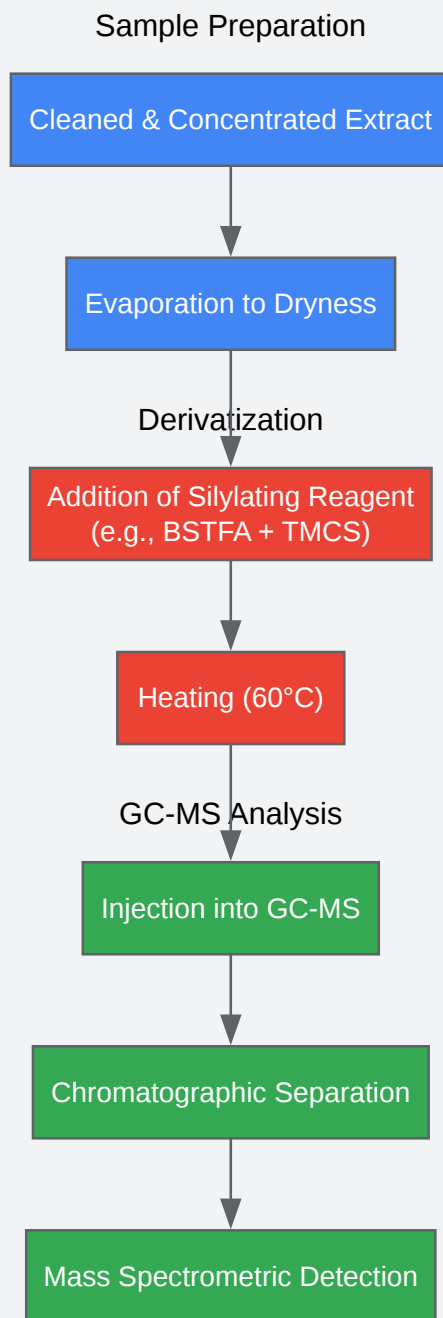 Sample Preparation
Cleaned & Concentrated Extract
Evaporation to Dryness
Derivatization
Addition of Silylating Reagent
(e.g., BSTFA + TMCS)
Heating (60°C)
GC-MS Analysis
Injection into GC-MS
Chromatographic Separation
Mass Spectrometric Detection